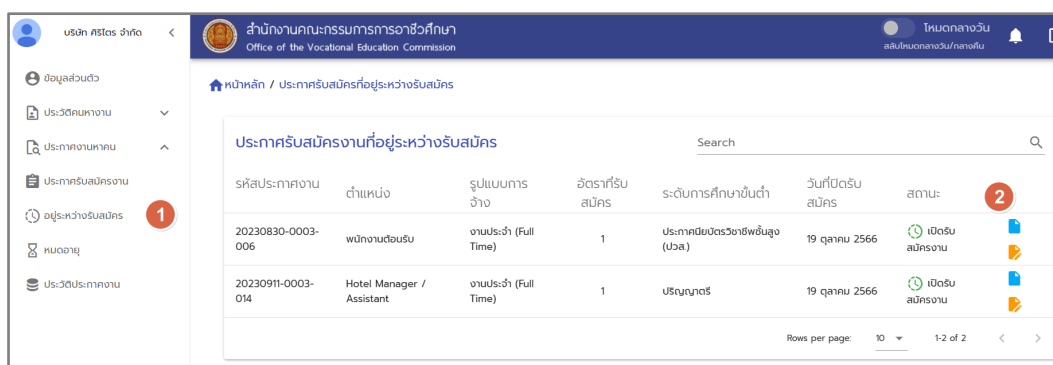 บริษัท ศิริไตร จำกัด
สำนักงานคณะกรรมการการอาชีวศึกษา
Office of the Vocational Education Commission
โหมดกลางวัน
สลับโหมดกลางวัน/กลางคืน
ข้อมูลส่วนตัว
ประวัติคนหางาน
ประกาศงานหาคน
ประกาศรับสมัครงาน
อยู่ระหว่างรับสมัคร
1
หมดอายุ
ประวัติประกาศงาน
หน้าหลัก / ประกาศรับสมัครที่อยู่ระหว่างรับสมัคร
ประกาศรับสมัครงานที่อยู่ระหว่างรับสมัคร
Search
รหัสประกาศงาน ตำแหน่ง รูปแบบการจ้าง อัตราที่รับสมัคร ระดับการศึกษาขั้นต่ำ วันที่ปิดรับสมัคร สถานะ
2
20230830-0003-006 พนักงานต้อนรับ งานประจำ (Full Time) 1 ประกาศนียบัตรวิชาชีพชั้นสูง (ปวส.) 19 ตุลาคม 2566 เปิดรับสมัครงาน
20230911-0003-014 Hotel Manager / Assistant งานประจำ (Full Time) 1 ปริญญาตรี 19 ตุลาคม 2566 เปิดรับสมัครงาน
Rows per page: 10 1-2 of 2